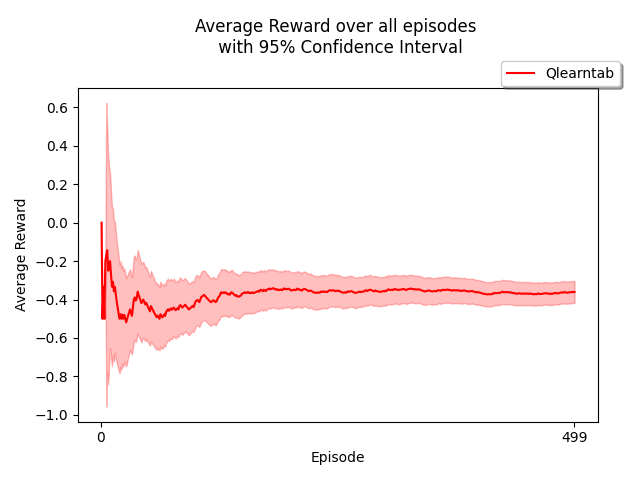 Average Reward over all episodes
with 95% Confidence Interval
Qlearntab
0.6
0.4
0.2
0.0
−0.2
−0.4
−0.6
−0.8
−1.0
Average Reward
0
499
Episode